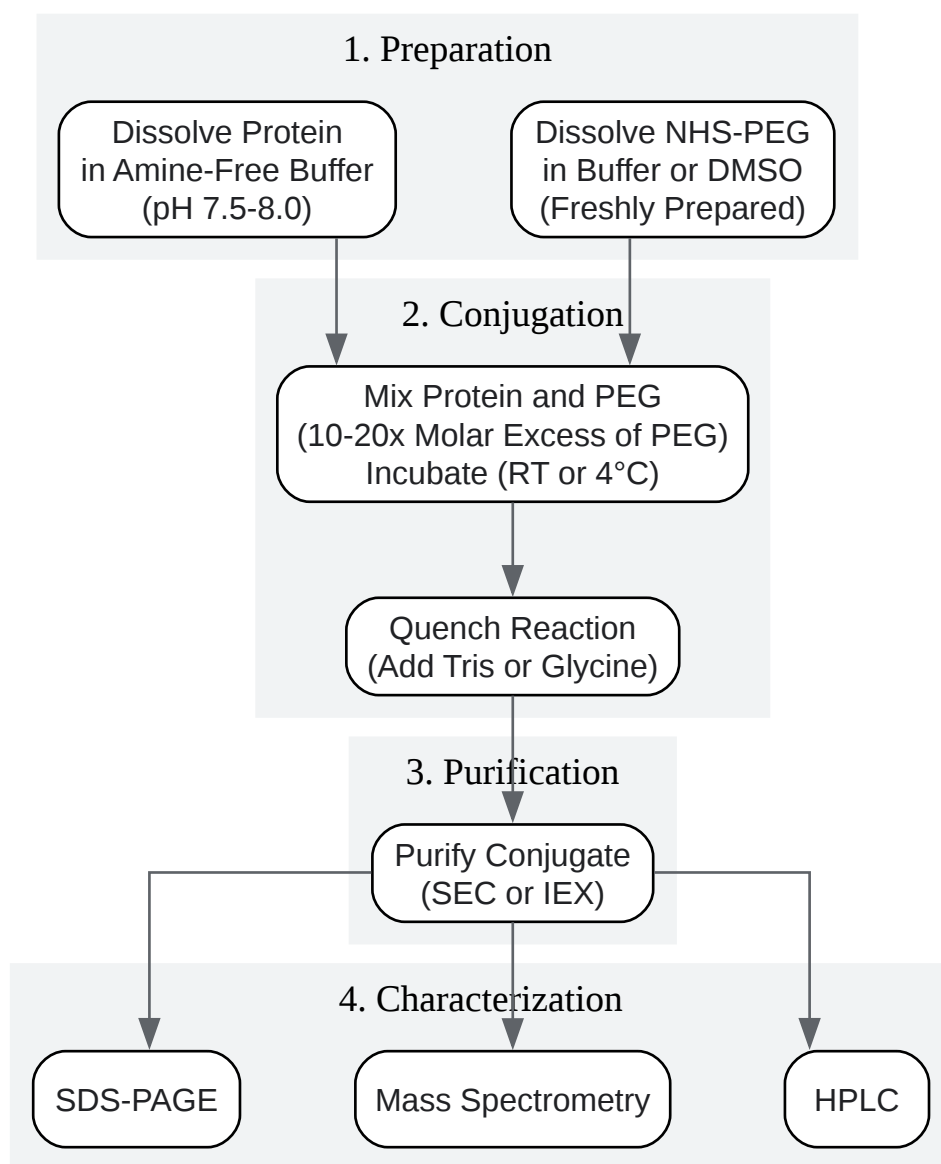 1. Preparation
Dissolve Protein
in Amine-Free Buffer
(pH 7.5-8.0)
Dissolve NHS-PEG
in Buffer or DMSO
(Freshly Prepared)
2. Conjugation
Mix Protein and PEG
(10-20x Molar Excess of PEG)
Incubate (RT or 4°C)
Quench Reaction
(Add Tris or Glycine)
3. Purification
Purify Conjugate
(SEC or IEX)
4. Characterization
SDS-PAGE
Mass Spectrometry
HPLC